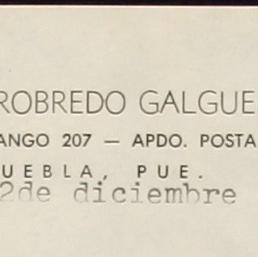 ROBREDO GALGUE
ANGO 207 — APDO. POSTA
UEBLA, PUE.
2de diciembre